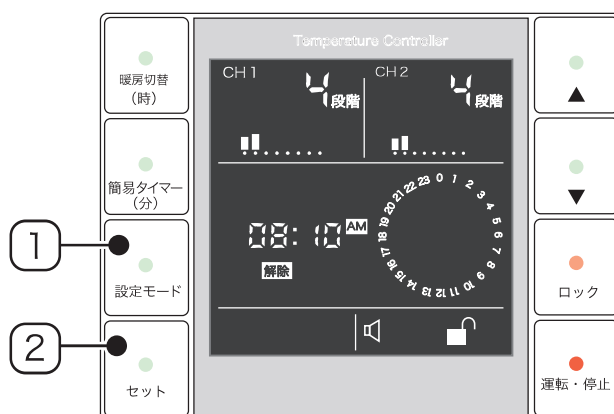 Temperature Controller
CH1
4段階
CH2
4段階
08:10 AM
解除
0 1 2 3 4 5 6 7 8 9 10 11 12 13 14 15 16 17 18 19 20 21 22 23
暖房切替
(時)
簡易タイマー
(分)
1
設定モード
2
セット
▲
▼
ロック
運転・停止